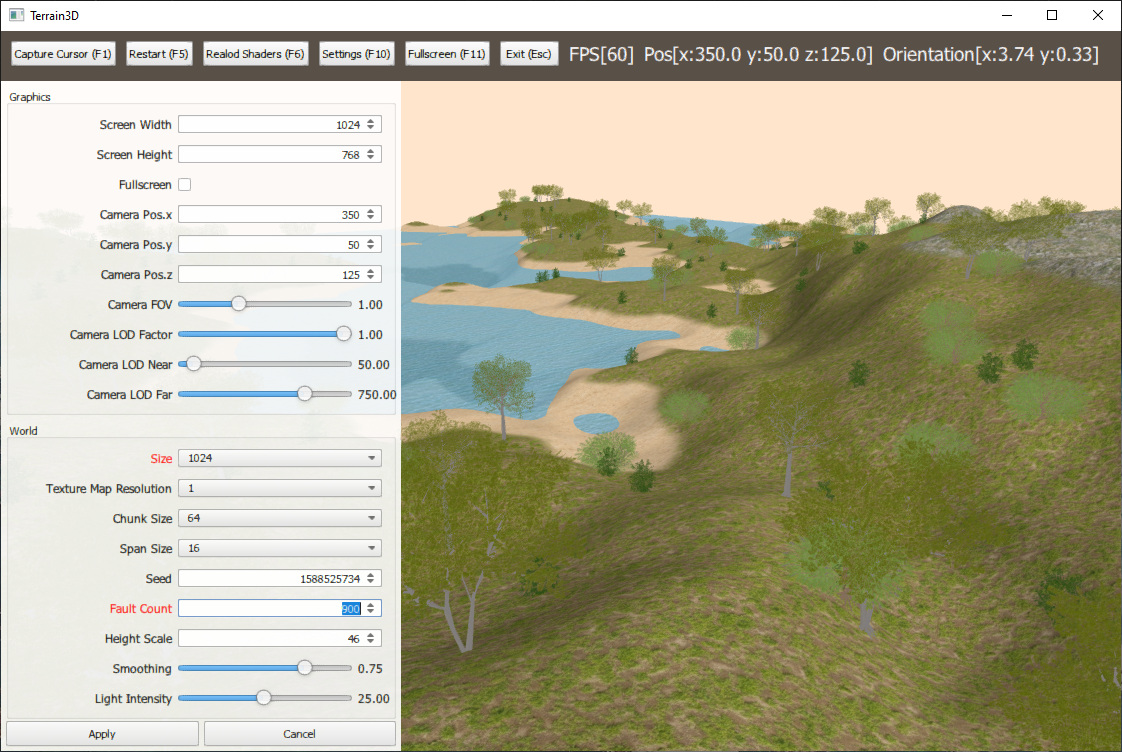 Terrain3D
Capture Cursor (F1) Restart (F5) Realod Shaders (F6) Settings (F10) Fullscreen (F11) Exit (Esc) FPS[60] Pos[x:350.0 y:50.0 z:125.0] Orientation[x:3.74 y:0.33]
Graphics
Screen Width 1024
Screen Height 768
Fullscreen
Camera Pos.x 350
Camera Pos.y 50
Camera Pos.z 125
Camera FOV 1.00
Camera LOD Factor 1.00
Camera LOD Near 50.00
Camera LOD Far 750.00
World
Size 1024
Texture Map Resolution 1
Chunk Size 64
Span Size 16
Seed 1588525734
Fault Count 900
Height Scale 46
Smoothing 0.75
Light Intensity 25.00
Apply Cancel